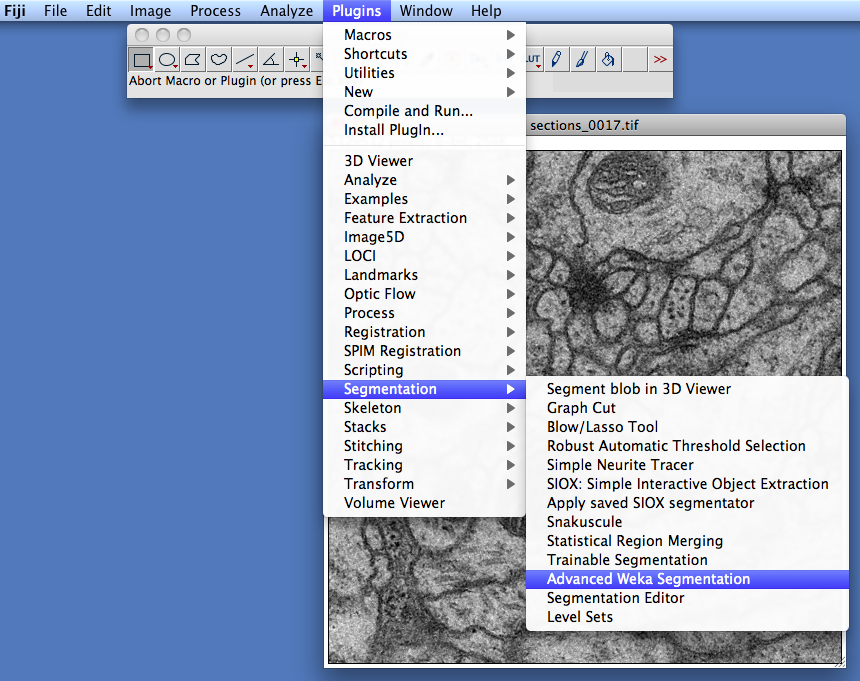 Fiji File Edit Image Process Analyze Plugins Window Help
Abort Macro or Plugin (or press
Macros
Shortcuts
Utilities
New
Compile and Run...
Install PlugIn...
3D Viewer
Analyze
Examples
Feature Extraction
Image5D
LOCI
Landmarks
Optic Flow
Process
Registration
SPIM Registration
Scripting
Segmentation
Skeleton
Stacks
Stitching
Tracking
Transform
Volume Viewer
>>
sections_0017.tif
Segment blob in 3D Viewer
Graph Cut
Blow/Lasso Tool
Robust Automatic Threshold Selection
Simple Neurite Tracer
SIOX: Simple Interactive Object Extraction
Apply saved SIOX segmentator
Snakuscule
Statistical Region Merging
Trainable Segmentation
Advanced Weka Segmentation
Segmentation Editor
Level Sets